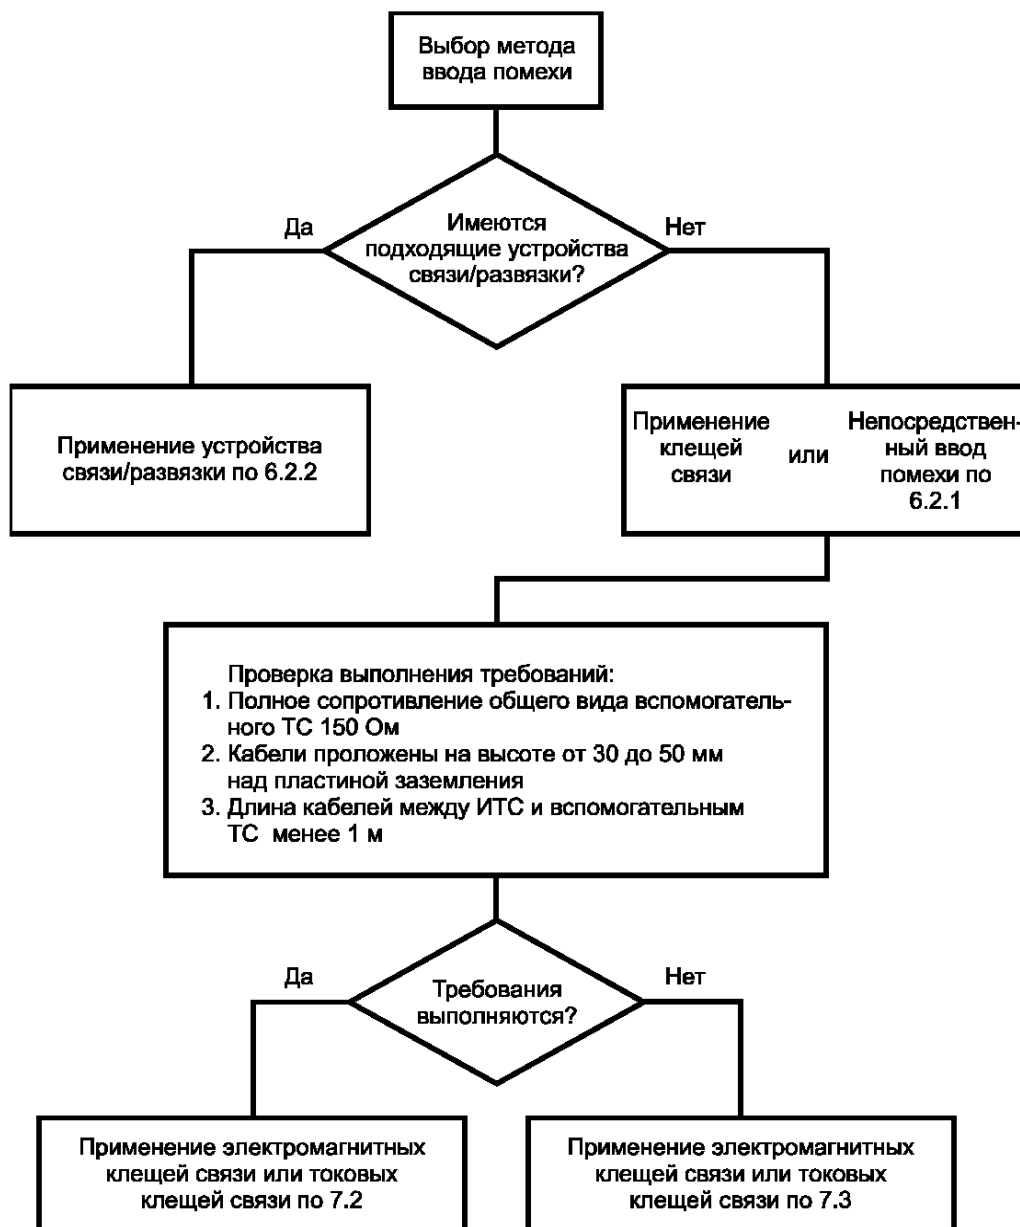 Выбор метода
ввода помехи
Имеются
подходящие устройства
связи/развязки?
Да
Нет
Применение устройства
связи/развязки по 6.2.2
Применение
клещей
связи
или
Непосредствен-
ный ввод
помехи по
6.2.1
Проверка выполнения требований:
1. Полное сопротивление общего вида вспомогатель-
ного ТС 150 Ом
2. Кабели проложены на высоте от 30 до 50 мм
над пластиной заземления
3. Длина кабелей между ИТС и вспомогательным
ТС менее 1 м
Требования
выполняются?
Да
Нет
Применение электромагнитных
клещей связи или токовых
клещей связи по 7.2
Применение электромагнитных
клещей связи или токовых
клещей связи по 7.3